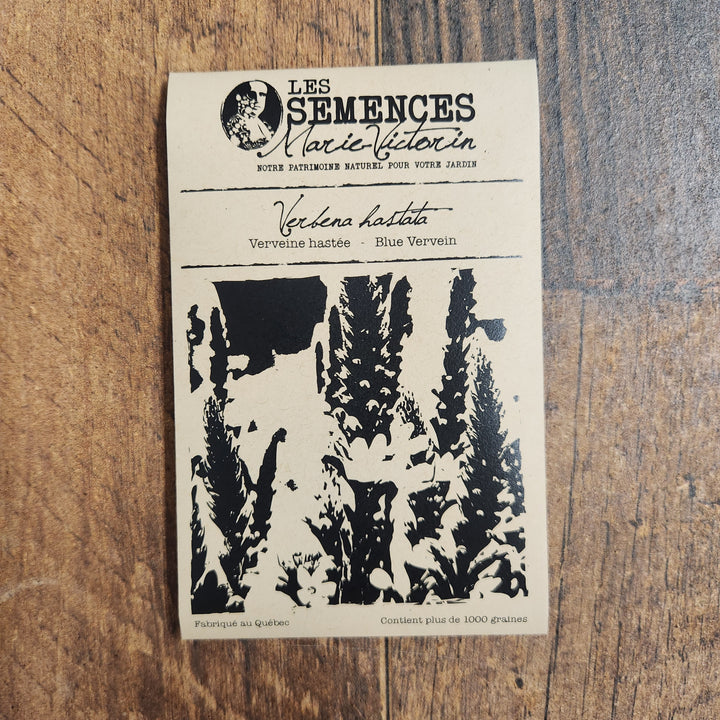 LES
SEMENCES
Marie-Victorin
NOTRE PATRIMOINE NATUREL POUR VOTRE JARDIN
Verbena hastata
Verveine hastée - Blue Vervein
Fabriqué au Québec
Contient plus de 1000 graines